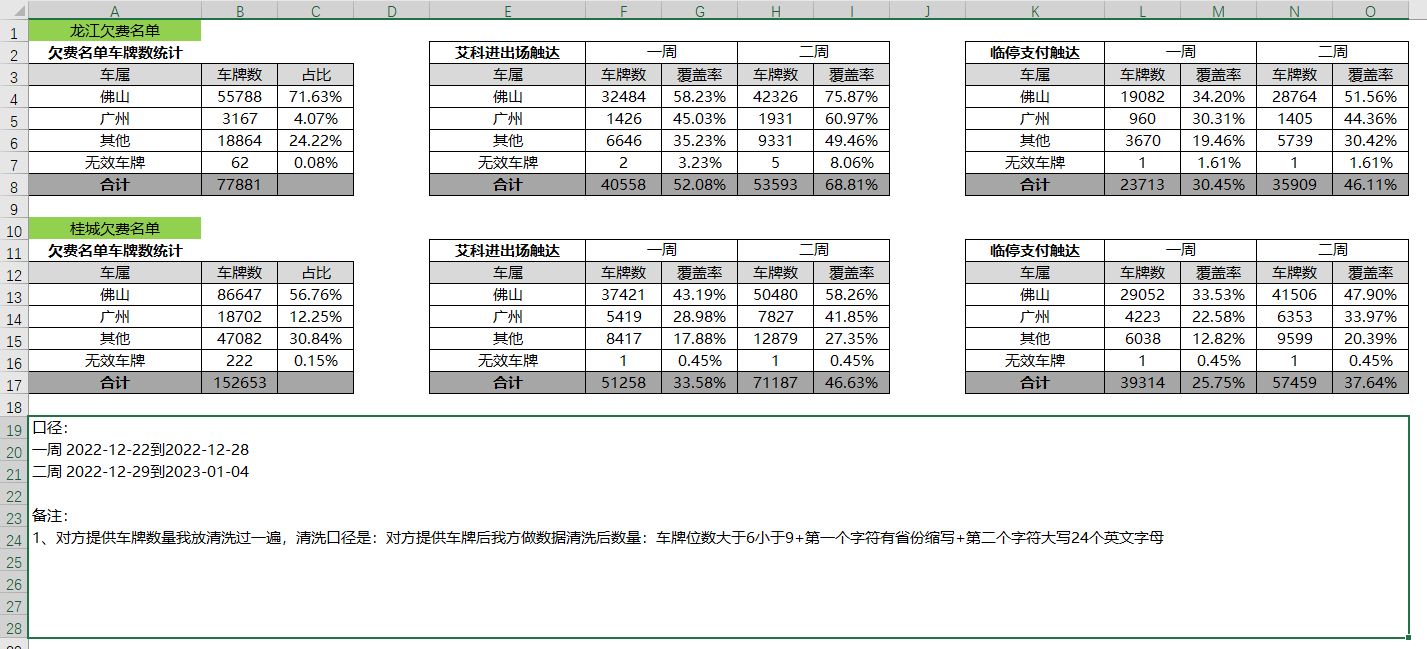 A B C D E F G H I J K L M N O
1 龙江欠费名单
2 欠费名单车牌数统计 艾科进出场触达 一周 二周 临停支付触达 一周 二周
3 车属 车牌数 占比 车属 车牌数 覆盖率 车牌数 覆盖率 车属 车牌数 覆盖率 车牌数 覆盖率
4 佛山 55788 71.63% 佛山 32484 58.23% 42326 75.87% 佛山 19082 34.20% 28764 51.56%
5 广州 3167 4.07% 广州 1426 45.03% 1931 60.97% 广州 960 30.31% 1405 44.36%
6 其他 18864 24.22% 其他 6646 35.23% 9331 49.46% 其他 3670 19.46% 5739 30.42%
7 无效车牌 62 0.08% 无效车牌 2 3.23% 5 8.06% 无效车牌 1 1.61% 1 1.61%
8 合计 77881 合计 40558 52.08% 53593 68.81% 合计 23713 30.45% 35909 46.11%
9
10 桂城欠费名单
11 欠费名单车牌数统计 艾科进出场触达 一周 二周 临停支付触达 一周 二周
12 车属 车牌数 占比 车属 车牌数 覆盖率 车牌数 覆盖率 车属 车牌数 覆盖率 车牌数 覆盖率
13 佛山 86647 56.76% 佛山 37421 43.19% 50480 58.26% 佛山 29052 33.53% 41506 47.90%
14 广州 18702 12.25% 广州 5419 28.98% 7827 41.85% 广州 4223 22.58% 6353 33.97%
15 其他 47082 30.84% 其他 8417 17.88% 12879 27.35% 其他 6038 12.82% 9599 20.39%
16 无效车牌 222 0.15% 无效车牌 1 0.45% 1 0.45% 无效车牌 1 0.45% 1 0.45%
17 合计 152653 合计 51258 33.58% 71187 46.63% 合计 39314 25.75% 57459 37.64%
18
19 口径：
20 一周 2022-12-22到2022-12-28
21 二周 2022-12-29到2023-01-04
22
23 备注：
24 1、对方提供车牌数量我放清洗过一遍，清洗口径是：对方提供车牌后我方做数据清洗后数量：车牌位数大于6小于9+第一个字符有省份缩写+第二个字符大写24个英文字母
25
26
27
28